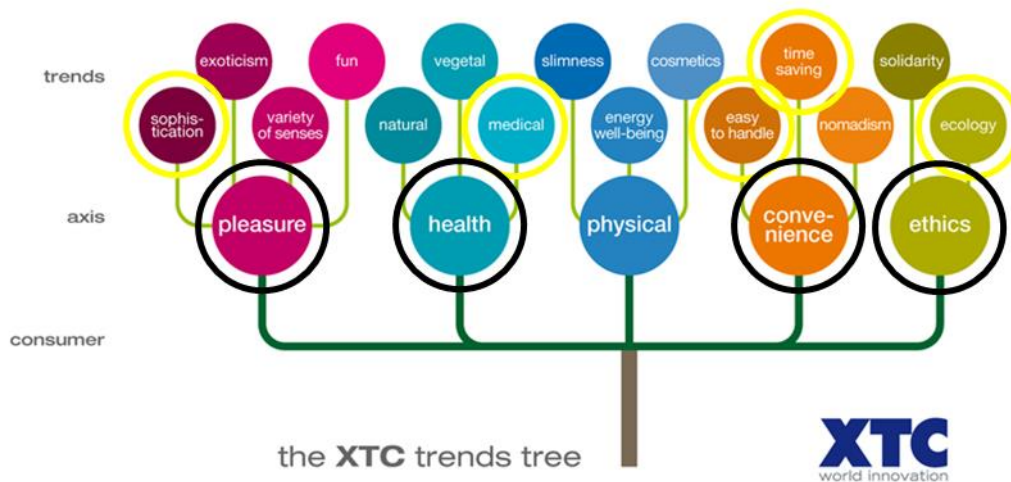 trends
exoticism
fun
vegetal
slimness
cosmetics
time
saving
solidarity
sophis-
tication
variety
of senses
natural
medical
energy
well-being
easy
to handle
nomadism
ecology
axis
pleasure
health
physical
conve-
nience
ethics
consumer
the XTC trends tree
XTC
world innovation